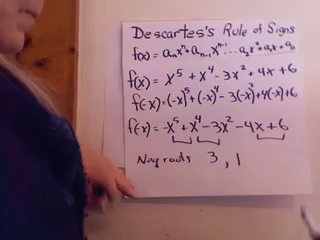 Descartes's Rule of Signs
f(x) = aₙxⁿ + aₙ₋₁xⁿ⁻¹ ... a₂x² + a₁x + a₀
f(x) = x⁵ + x⁴ - 3x² + 4x + 6
f(-x) = (-x)⁵ + (-x)⁴ - 3(-x)² + 4(-x) + 6
f(-x) = -x⁵ + x⁴ - 3x² - 4x + 6
Neg roots 3, 1